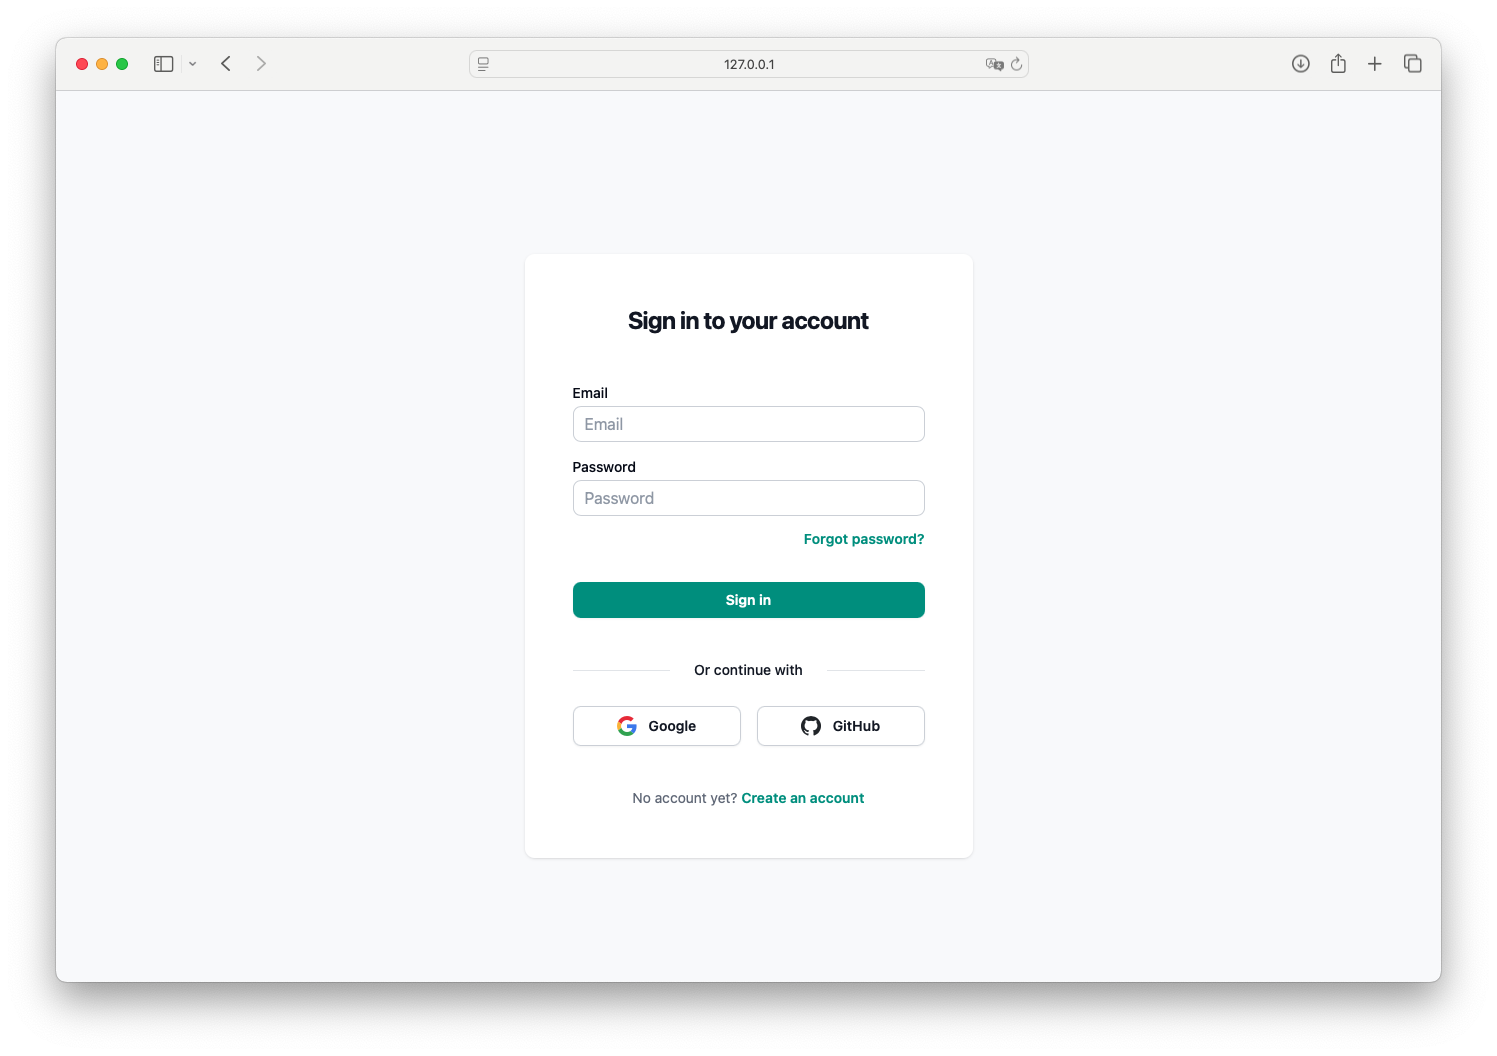 127.0.0.1
Sign in to your account
Email
Email
Password
Password
Forgot password?
Sign in
Or continue with
Google
GitHub
No account yet? Create an account